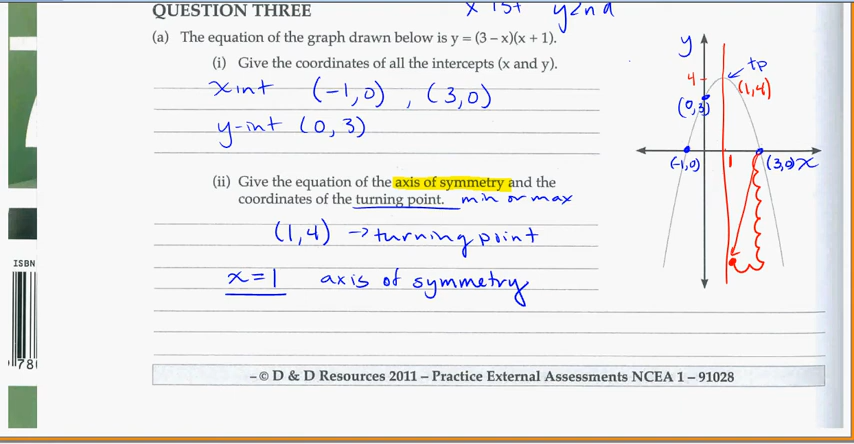 x 1st y 2nd
QUESTION THREE
(a) The equation of the graph drawn below is y = (3 – x)(x + 1).
(i) Give the coordinates of all the intercepts (x and y).
x int (-1,0) , (3,0)
y-int (0,3)
(ii) Give the equation of the axis of symmetry and the
coordinates of the turning point. min or max
(1,4) → turning point
x=1 axis of symmetry
y
tp
4
(1,4)
(0,3)
(-1,0)
1
(3,0) x
ISBN
78
– © D & D Resources 2011 – Practice External Assessments NCEA 1 – 91028